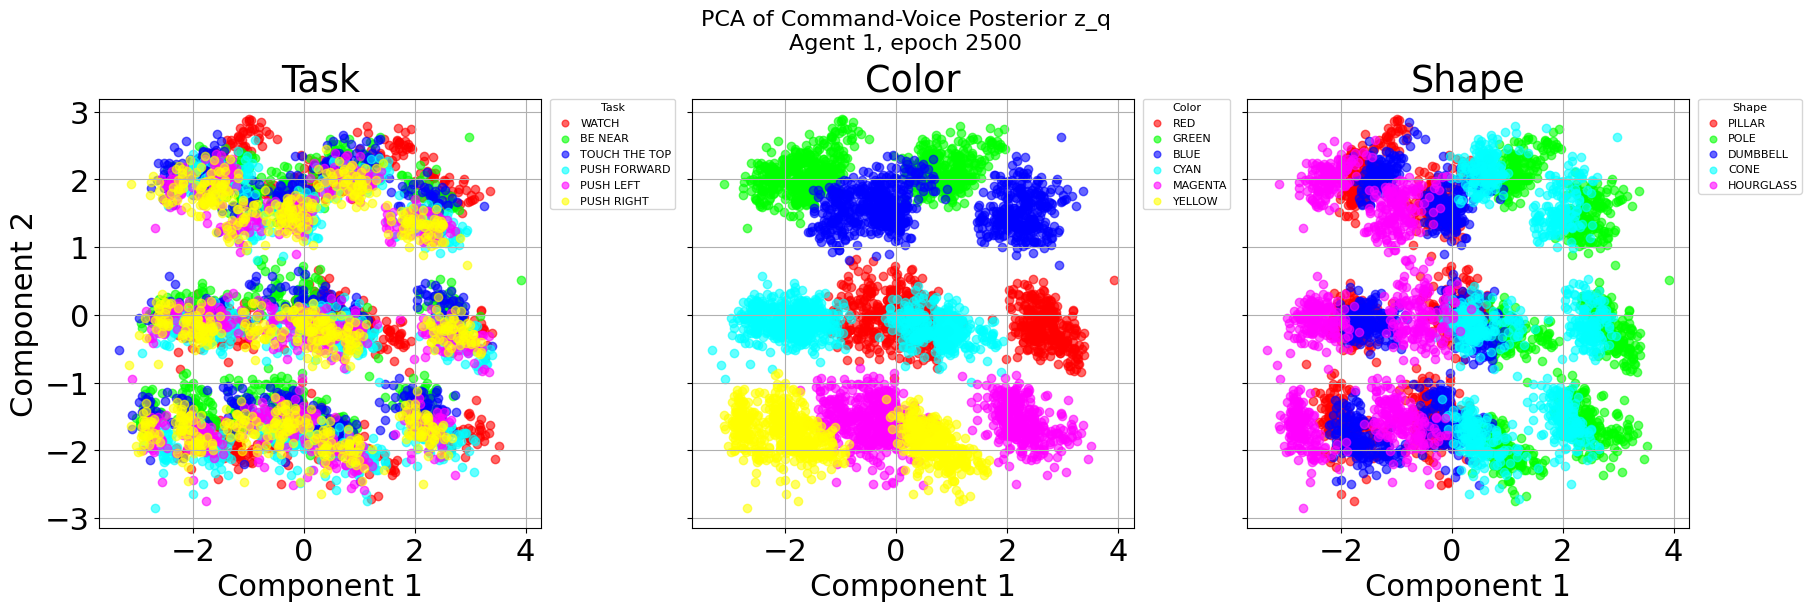 PCA of Command-Voice Posterior z_q
Agent 1, epoch 2500
Task
3
2
1
0
−1
−2
−3
Component 2
−2
0
2
4
Component 1
Task
WATCH
BE NEAR
TOUCH THE TOP
PUSH FORWARD
PUSH LEFT
PUSH RIGHT
Color
−2
0
2
4
Component 1
Color
RED
GREEN
BLUE
CYAN
MAGENTA
YELLOW
Shape
−2
0
2
4
Component 1
Shape
PILLAR
POLE
DUMBBELL
CONE
HOURGLASS